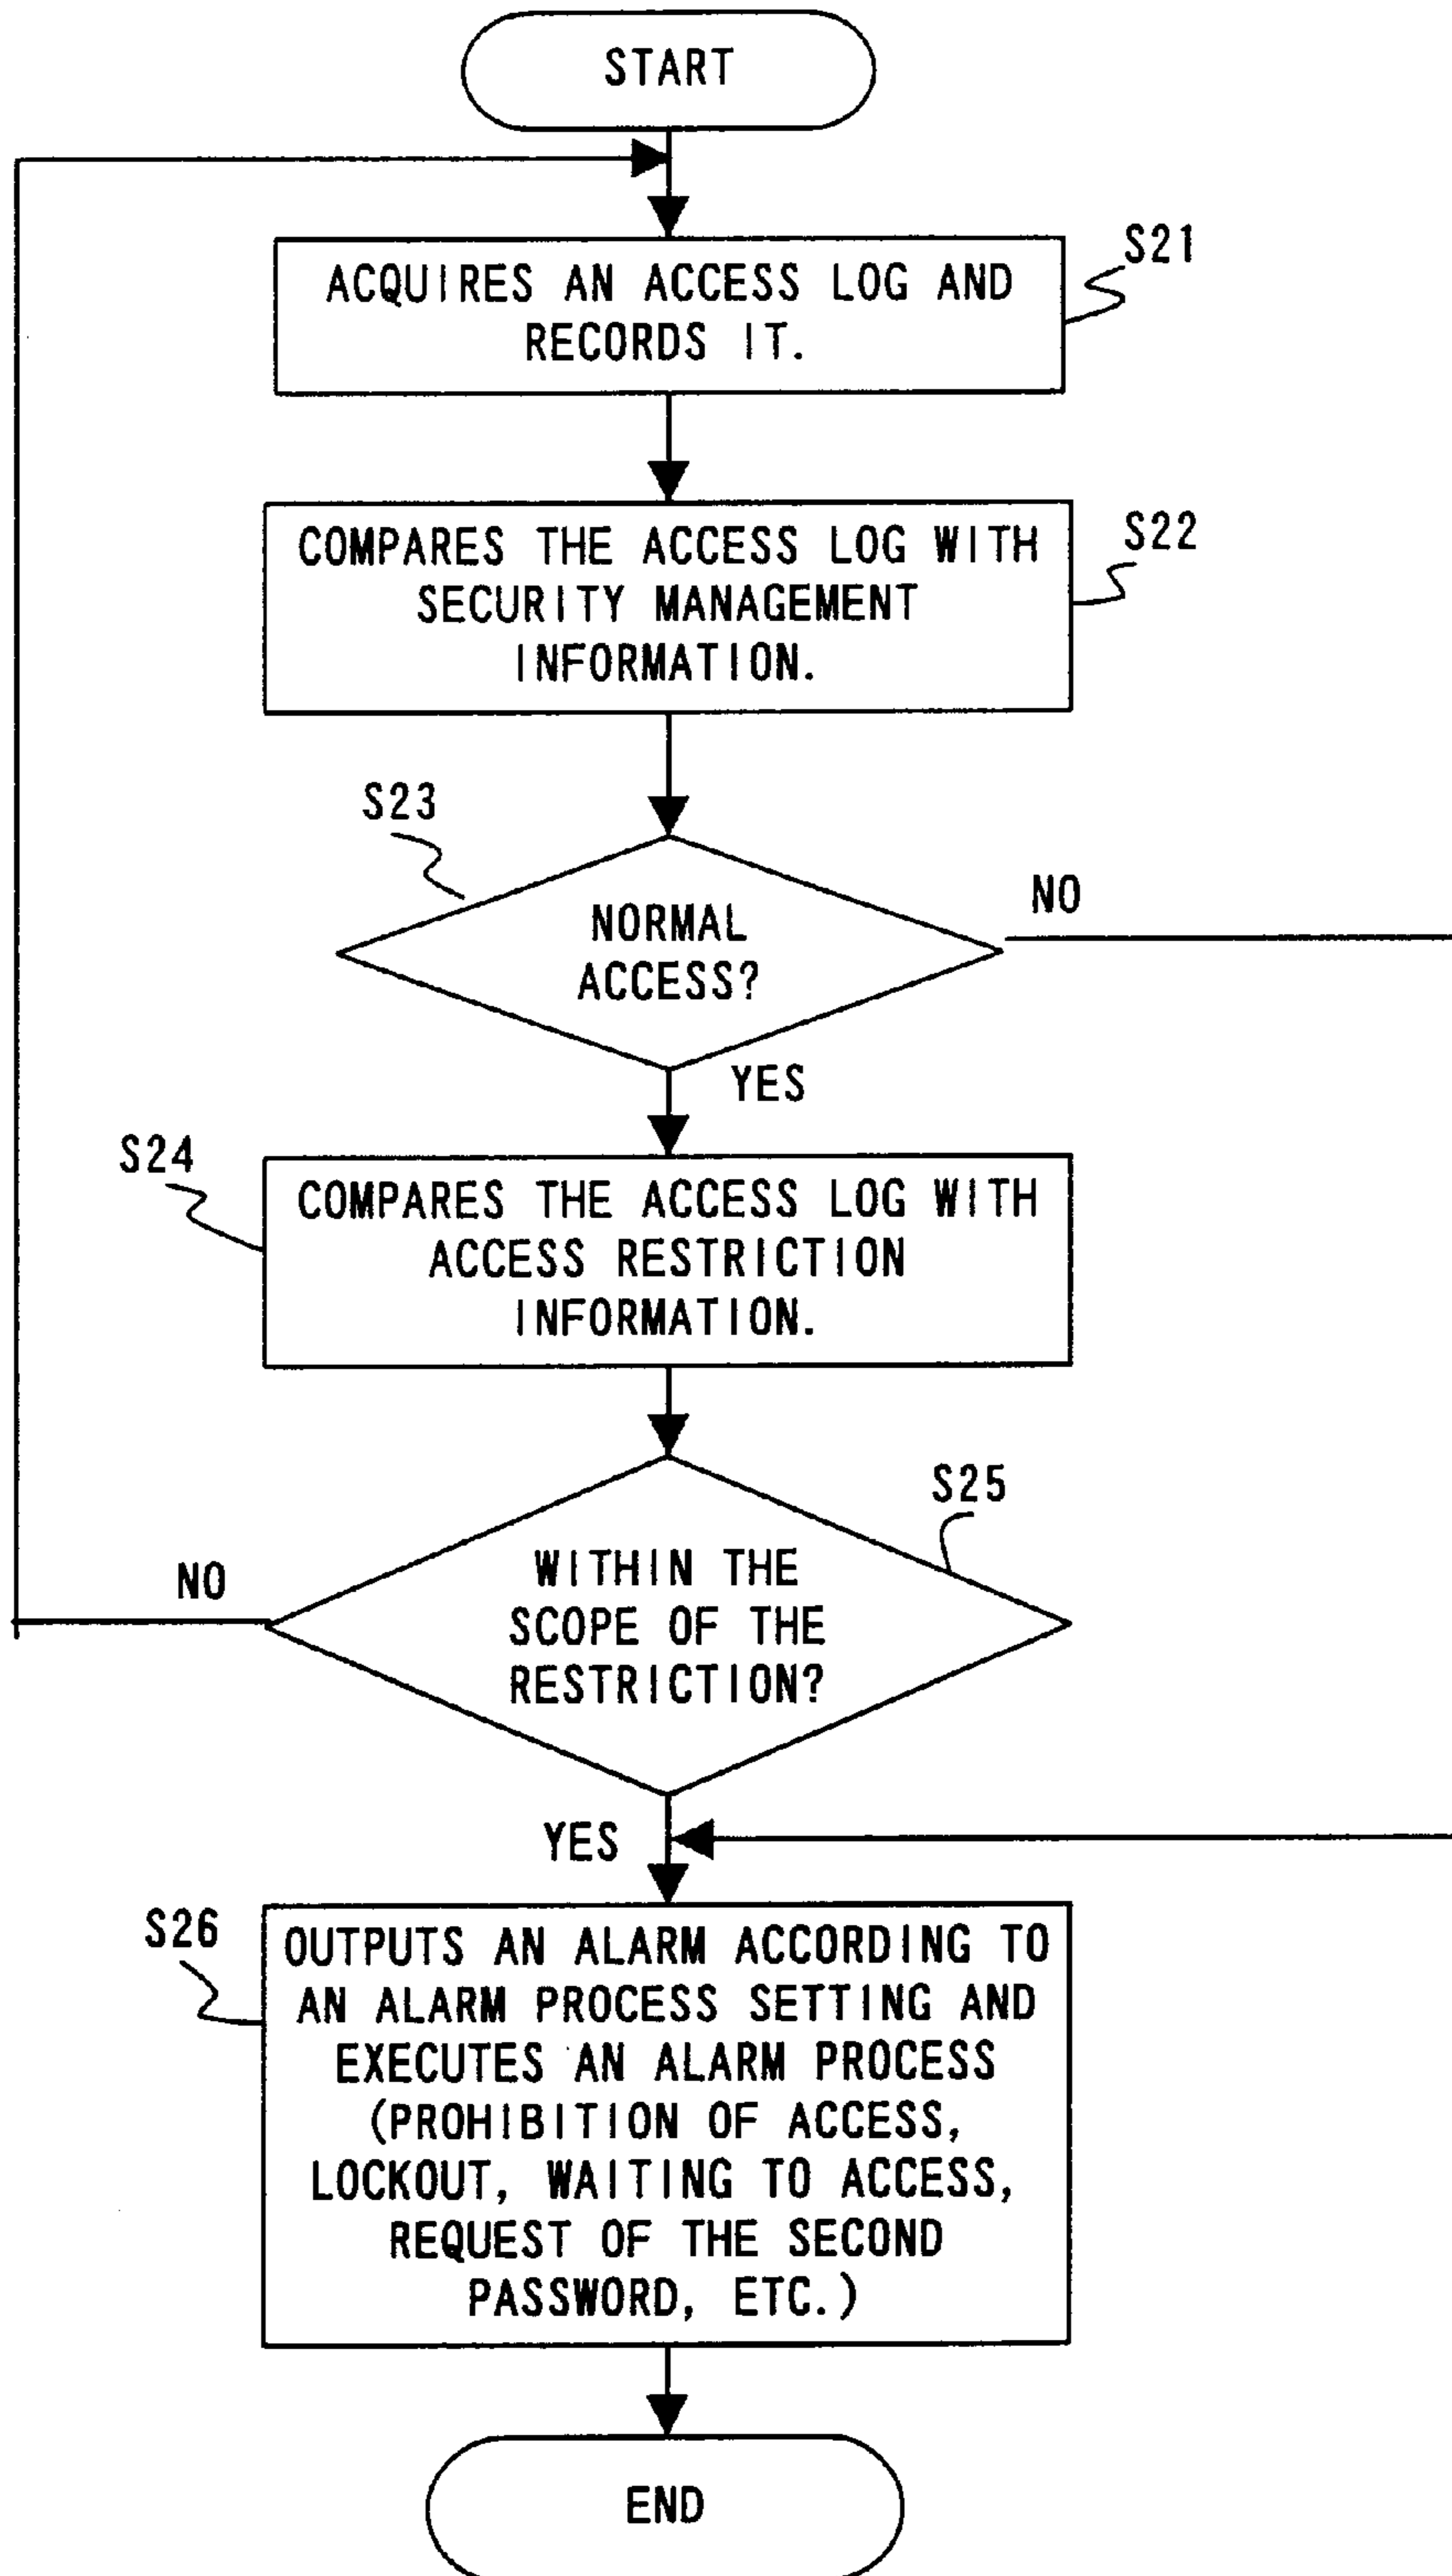 START
S21
ACQUIRES AN ACCESS LOG AND
RECORDS IT.
S22
COMPARES THE ACCESS LOG WITH
SECURITY MANAGEMENT
INFORMATION.
S23
NORMAL
ACCESS?
NO
YES
S24
COMPARES THE ACCESS LOG WITH
ACCESS RESTRICTION
INFORMATION.
S25
WITHIN THE
SCOPE OF THE
RESTRICTION?
NO
YES
S26
OUTPUTS AN ALARM ACCORDING TO
AN ALARM PROCESS SETTING AND
EXECUTES AN ALARM PROCESS
(PROHIBITION OF ACCESS,
LOCKOUT, WAITING TO ACCESS,
REQUEST OF THE SECOND
PASSWORD, ETC.)
END